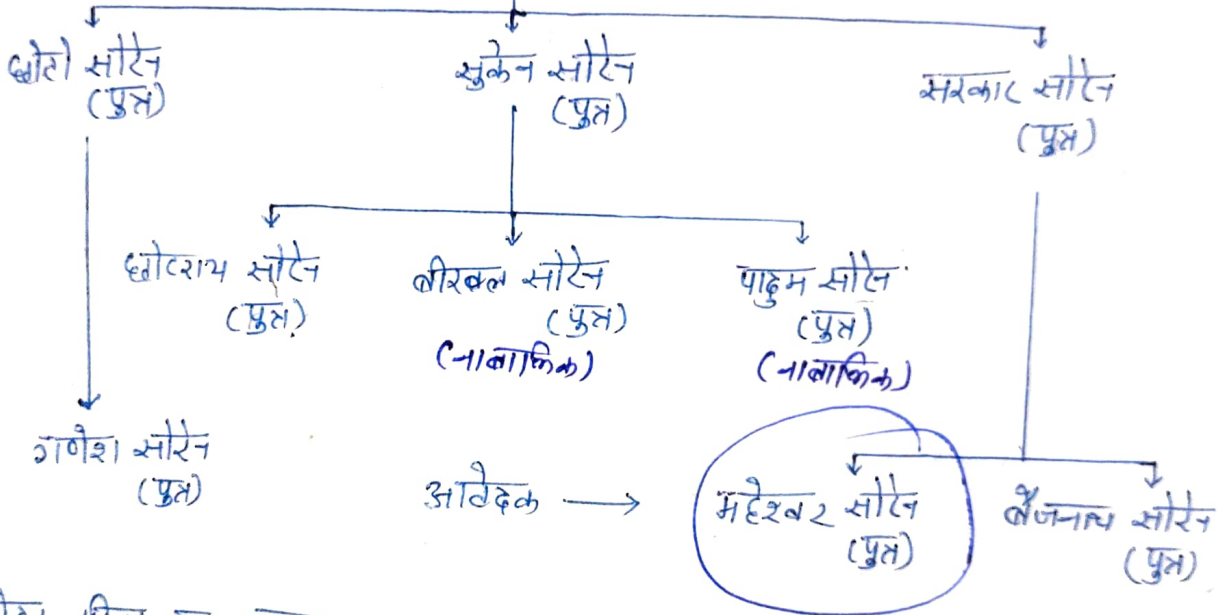 छोटो सोरेन
(पुत्र)
सुकेन सोरेन
(पुत्र)
सरकार सोरेन
(पुत्र)
छोटराय सोरेन
(पुत्र)
बीरबल सोरेन
(पुत्र)
(नाबालिक)
पादुम सोरेन
(पुत्र)
(नाबालिक)
गणेश सोरेन
(पुत्र)
आवेदक →
महेश्वर सोरेन
(पुत्र)
बैजनाथ सोरेन
(पुत्र)